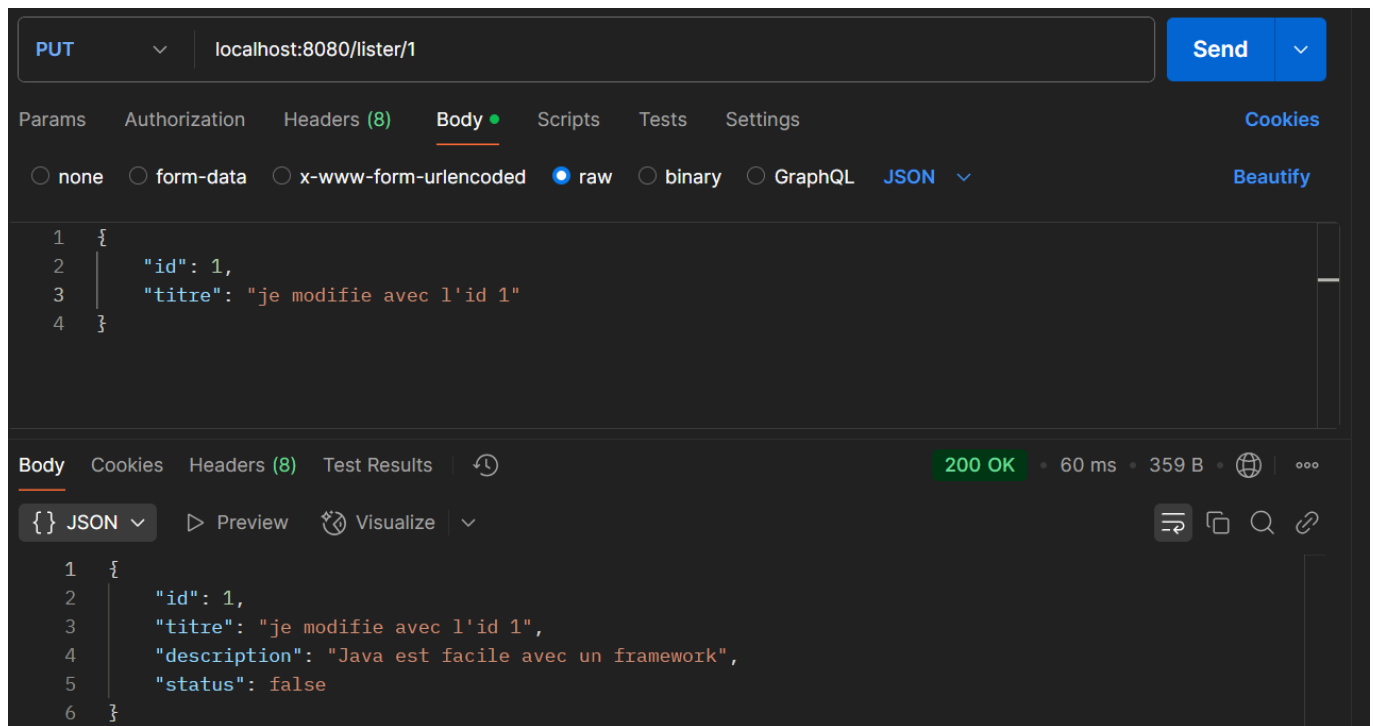 PUT localhost:8080/lister/1 Send
Params Authorization Headers (8) Body Scripts Tests Settings Cookies
none form-data x-www-form-urlencoded raw binary GraphQL JSON Beautify
1 {
2 "id": 1,
3 "titre": "je modifie avec l'id 1"
4 }
Body Cookies Headers (8) Test Results 200 OK • 60 ms • 359 B •
{} JSON Preview Visualize
1 {
2 "id": 1,
3 "titre": "je modifie avec l'id 1",
4 "description": "Java est facile avec un framework",
5 "status": false
6 }